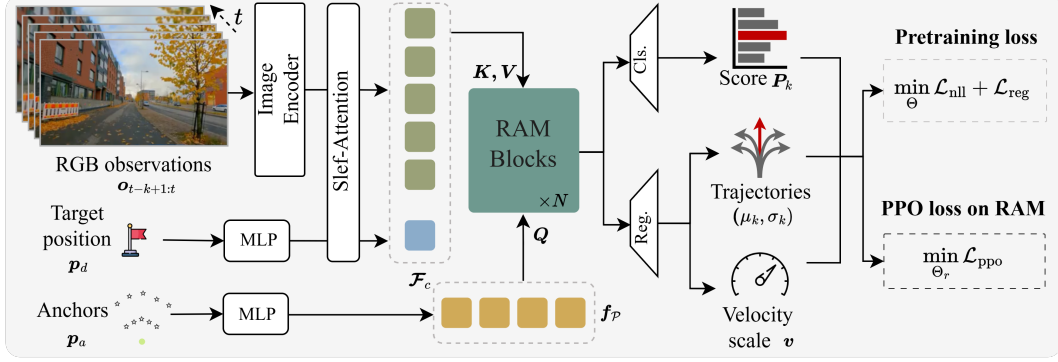 t
Image
Encoder
Slef-Attention
RGB observations
𝒐ₜ₋ₖ₊₁:ₜ
Target
position
𝒑_d
MLP
Anchors
𝒑_a
MLP
𝓕_c
K, V
RAM
Blocks
×N
Q
𝒇_𝒫
Cls.
Reg.
Score P_k
Trajectories
(μ_k, σ_k)
Velocity
scale v
Pretraining loss
min_Θ 𝓛_nll + 𝓛_reg
PPO loss on RAM
min_Θ_r 𝓛_ppo